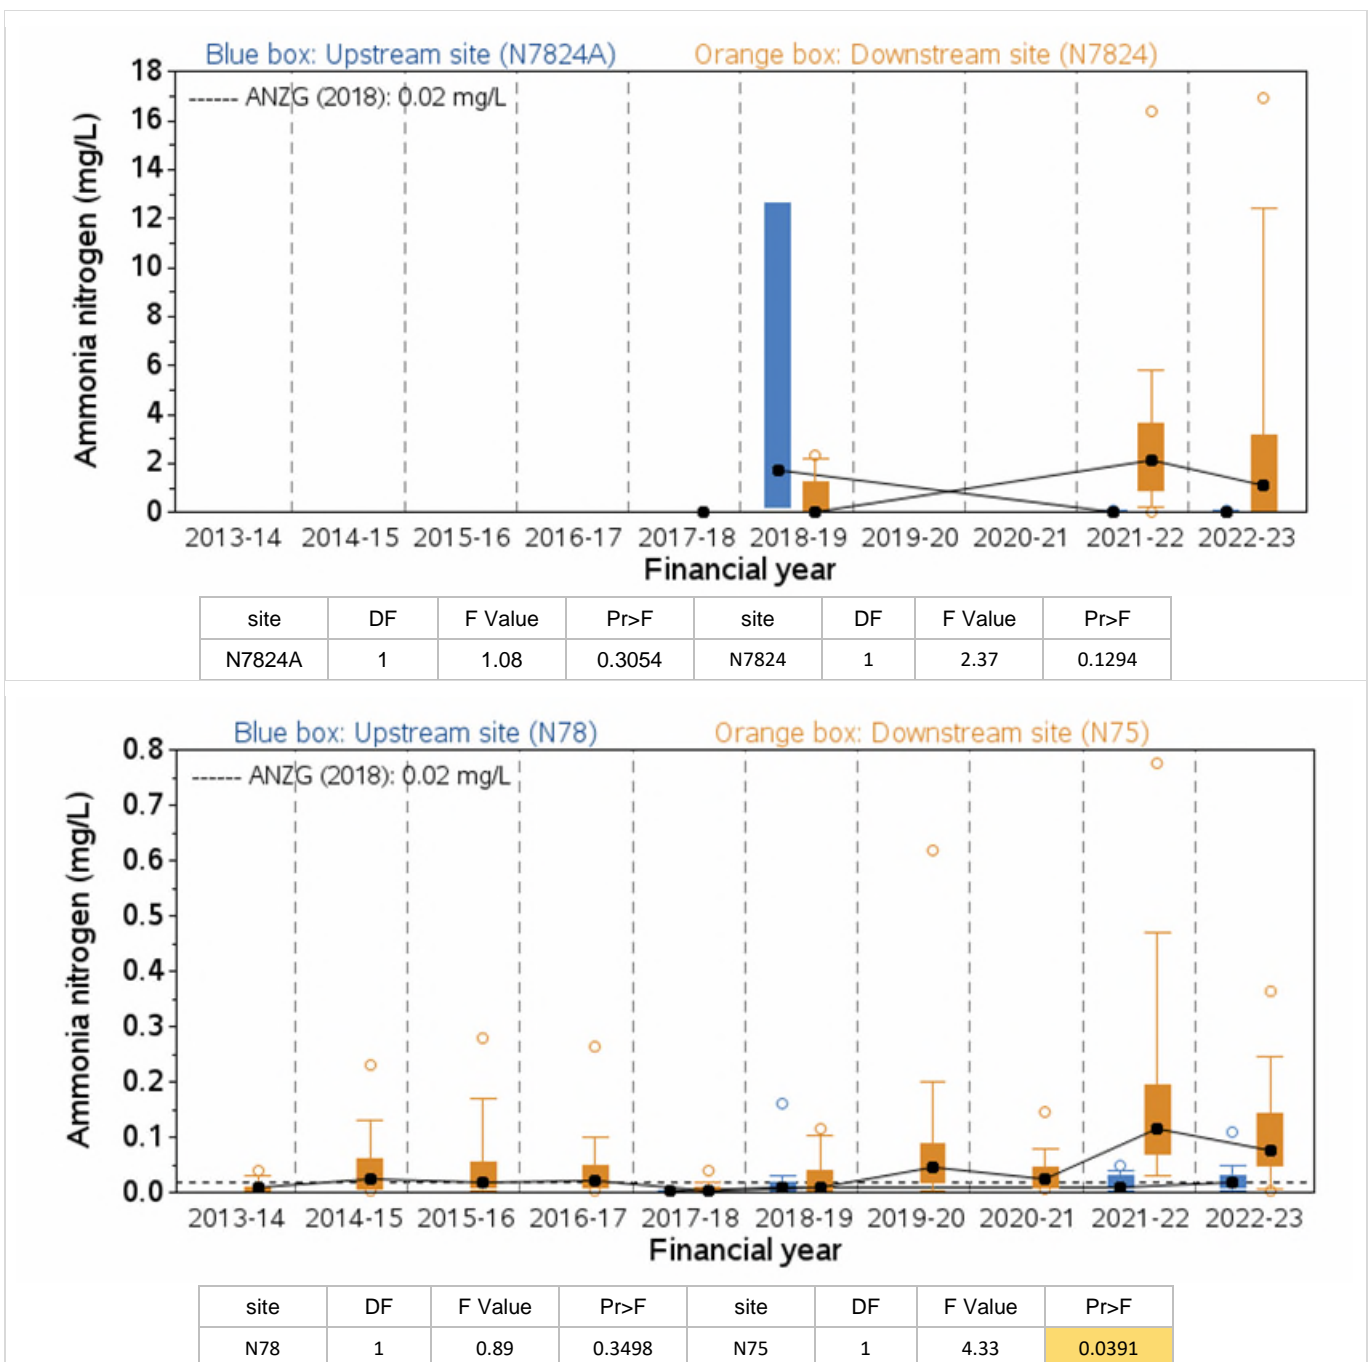 Blue box: Upstream site (N7824A) Orange box: Downstream site (N7824)
ANZG (2018): 0.02 mg/L
Ammonia nitrogen (mg/L)
18
16
14
12
10
8
6
4
2
0
2013-14 2014-15 2015-16 2016-17 2017-18 2018-19 2019-20 2020-21 2021-22 2022-23
Financial year
site DF F Value Pr>F site DF F Value Pr>F
N7824A 1 1.08 0.3054 N7824 1 2.37 0.1294
Blue box: Upstream site (N78) Orange box: Downstream site (N75)
ANZG (2018): 0.02 mg/L
Ammonia nitrogen (mg/L)
0.8
0.7
0.6
0.5
0.4
0.3
0.2
0.1
0.0
2013-14 2014-15 2015-16 2016-17 2017-18 2018-19 2019-20 2020-21 2021-22 2022-23
Financial year
site DF F Value Pr>F site DF F Value Pr>F
N78 1 0.89 0.3498 N75 1 4.33 0.0391